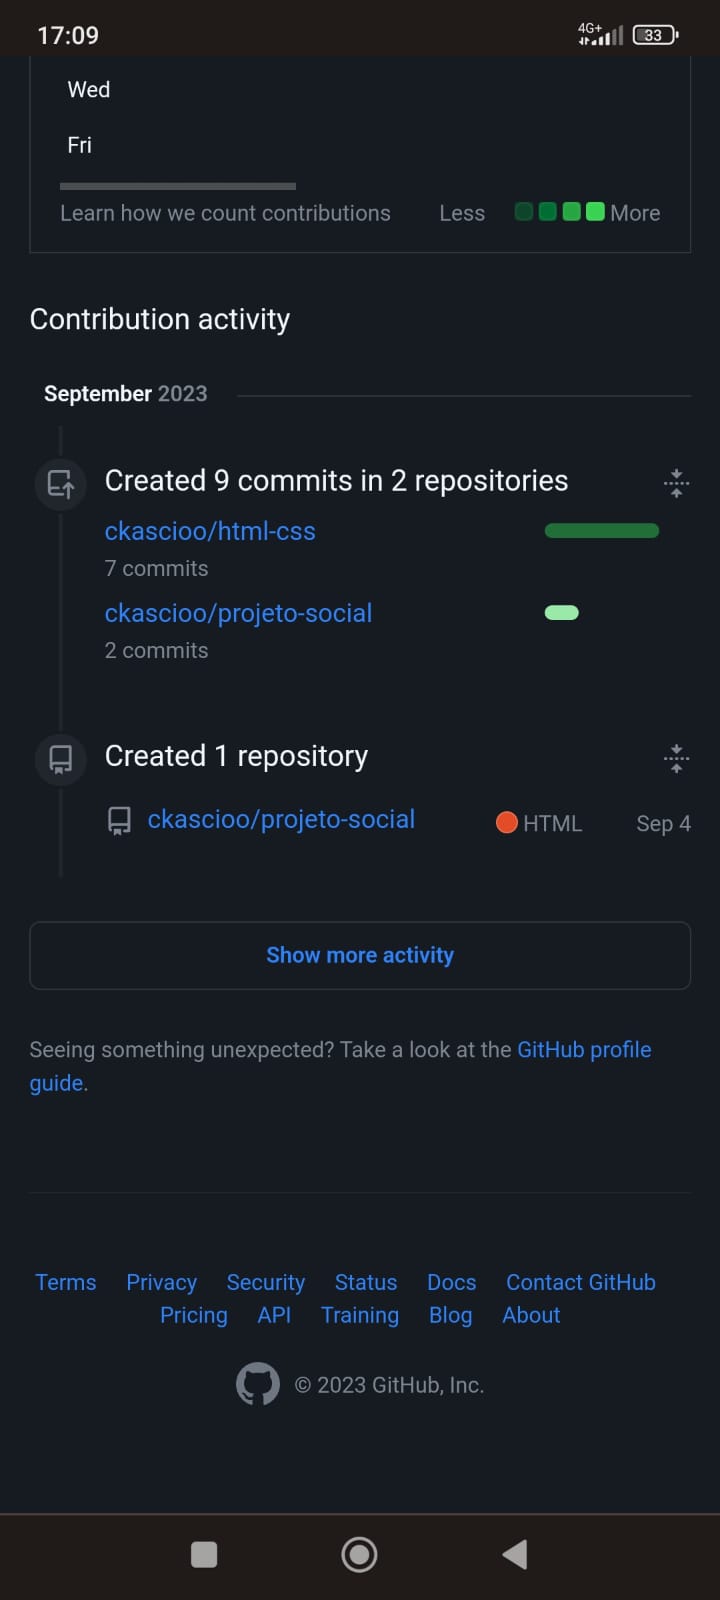 17:09
4G+
33
Wed
Fri
Learn how we count contributions Less More
Contribution activity
September 2023
Created 9 commits in 2 repositories
ckascioo/html-css
7 commits
ckascioo/projeto-social
2 commits
Created 1 repository
ckascioo/projeto-social HTML Sep 4
Show more activity
Seeing something unexpected? Take a look at the GitHub profile
guide.
Terms Privacy Security Status Docs Contact GitHub
Pricing API Training Blog About
© 2023 GitHub, Inc.